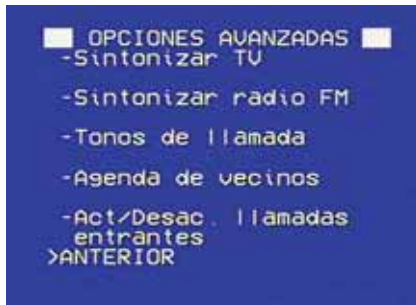 OPCIONES AVANZADAS
-Sintonizar TV
-Sintonizar radio FM
-Tonos de llamada
-Agenda de vecinos
-Act/Desac. llamadas
entrantes
>ANTERIOR